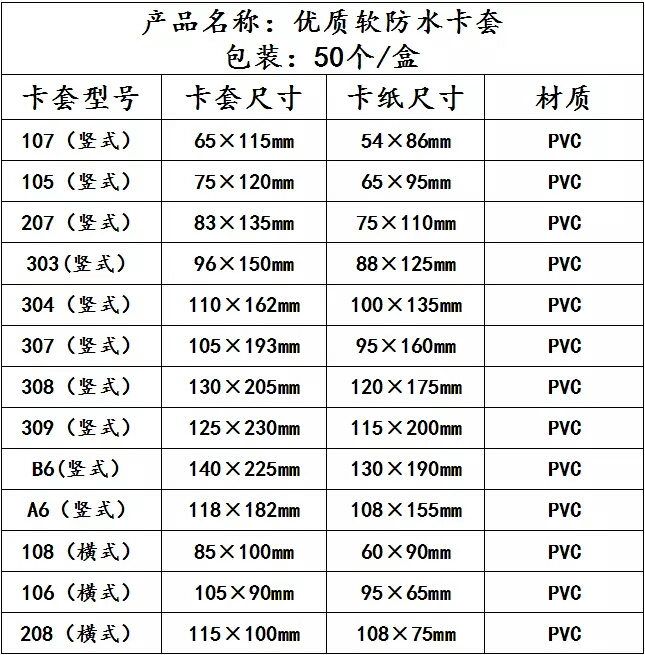 产品名称：优质软防水卡套
包装：50个/盒
卡套型号 卡套尺寸 卡纸尺寸 材质
107（竖式） 65×115mm 54×86mm PVC
105（竖式） 75×120mm 65×95mm PVC
207（竖式） 83×135mm 75×110mm PVC
303(竖式） 96×150mm 88×125mm PVC
304（竖式） 110×162mm 100×135mm PVC
307（竖式） 105×193mm 95×160mm PVC
308（竖式） 130×205mm 120×175mm PVC
309（竖式） 125×230mm 115×200mm PVC
B6(竖式） 140×225mm 130×190mm PVC
A6（竖式） 118×182mm 108×155mm PVC
108（横式） 85×100mm 60×90mm PVC
106（横式） 105×90mm 95×65mm PVC
208（横式） 115×100mm 108×75mm PVC